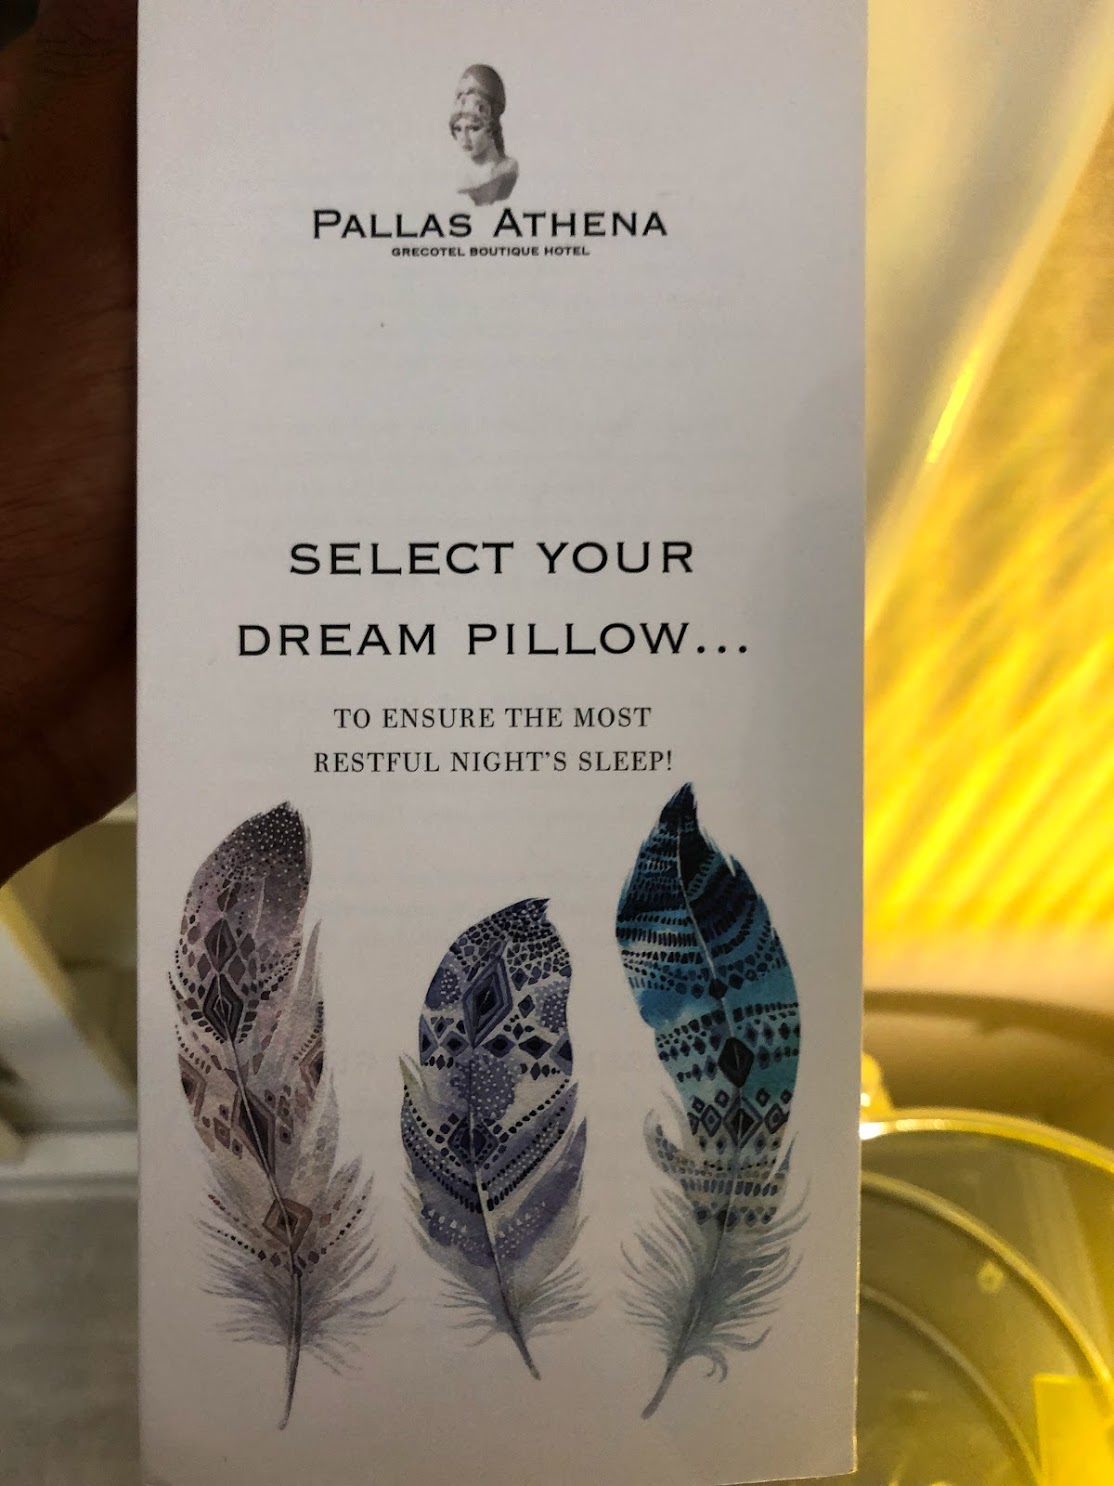 PALLAS ATHENA
GRECOTEL BOUTIQUE HOTEL
SELECT YOUR
DREAM PILLOW...
TO ENSURE THE MOST
RESTFUL NIGHT'S SLEEP!